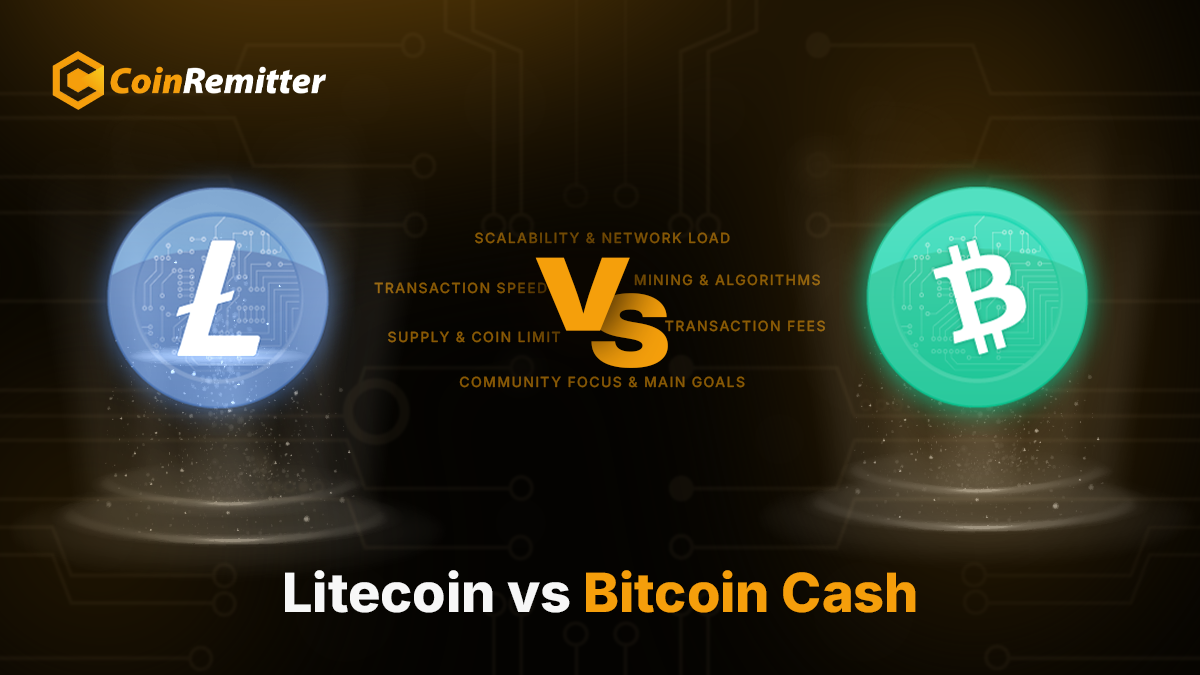 CoinRemitter
SCALABILITY & NETWORK LOAD
TRANSACTION SPEED
MINING & ALGORITHMS
VS
SUPPLY & COIN LIMIT
TRANSACTION FEES
COMMUNITY FOCUS & MAIN GOALS
Litecoin vs Bitcoin Cash